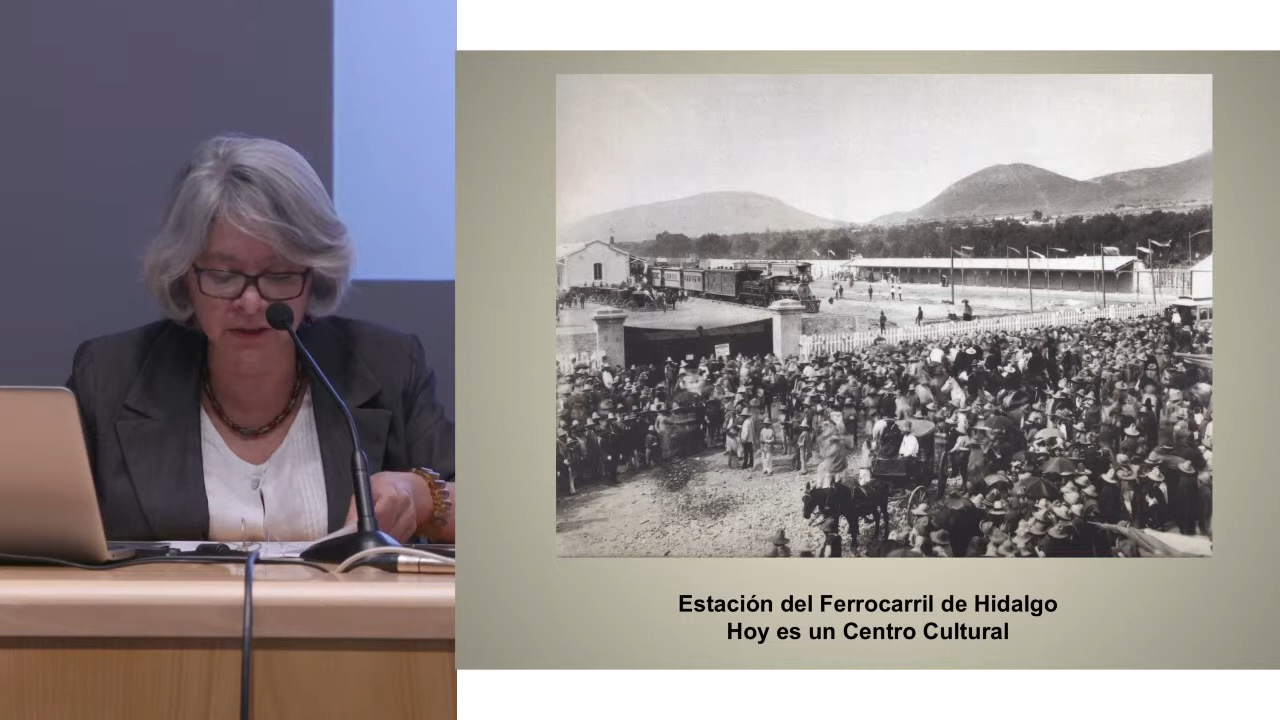 Estación del Ferrocarril de Hidalgo
Hoy es un Centro Cultural